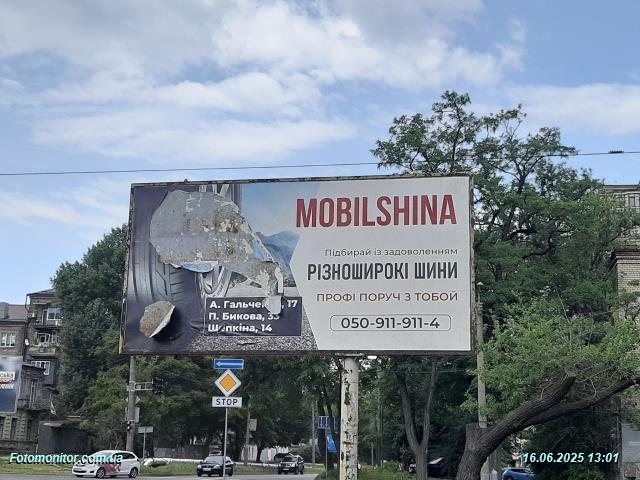 MOBILSHINA
Підбирай із задоволенням
РІЗНОШИРОКІ ШИНИ
ПРОФІ ПОРУЧ З ТОБОЮ
050-911-911-4
А. Гальче 17
П. Бикова, 33
Щепкіна, 14
STOP
Fotomonitor.com.ua
16.06.2025 13:01